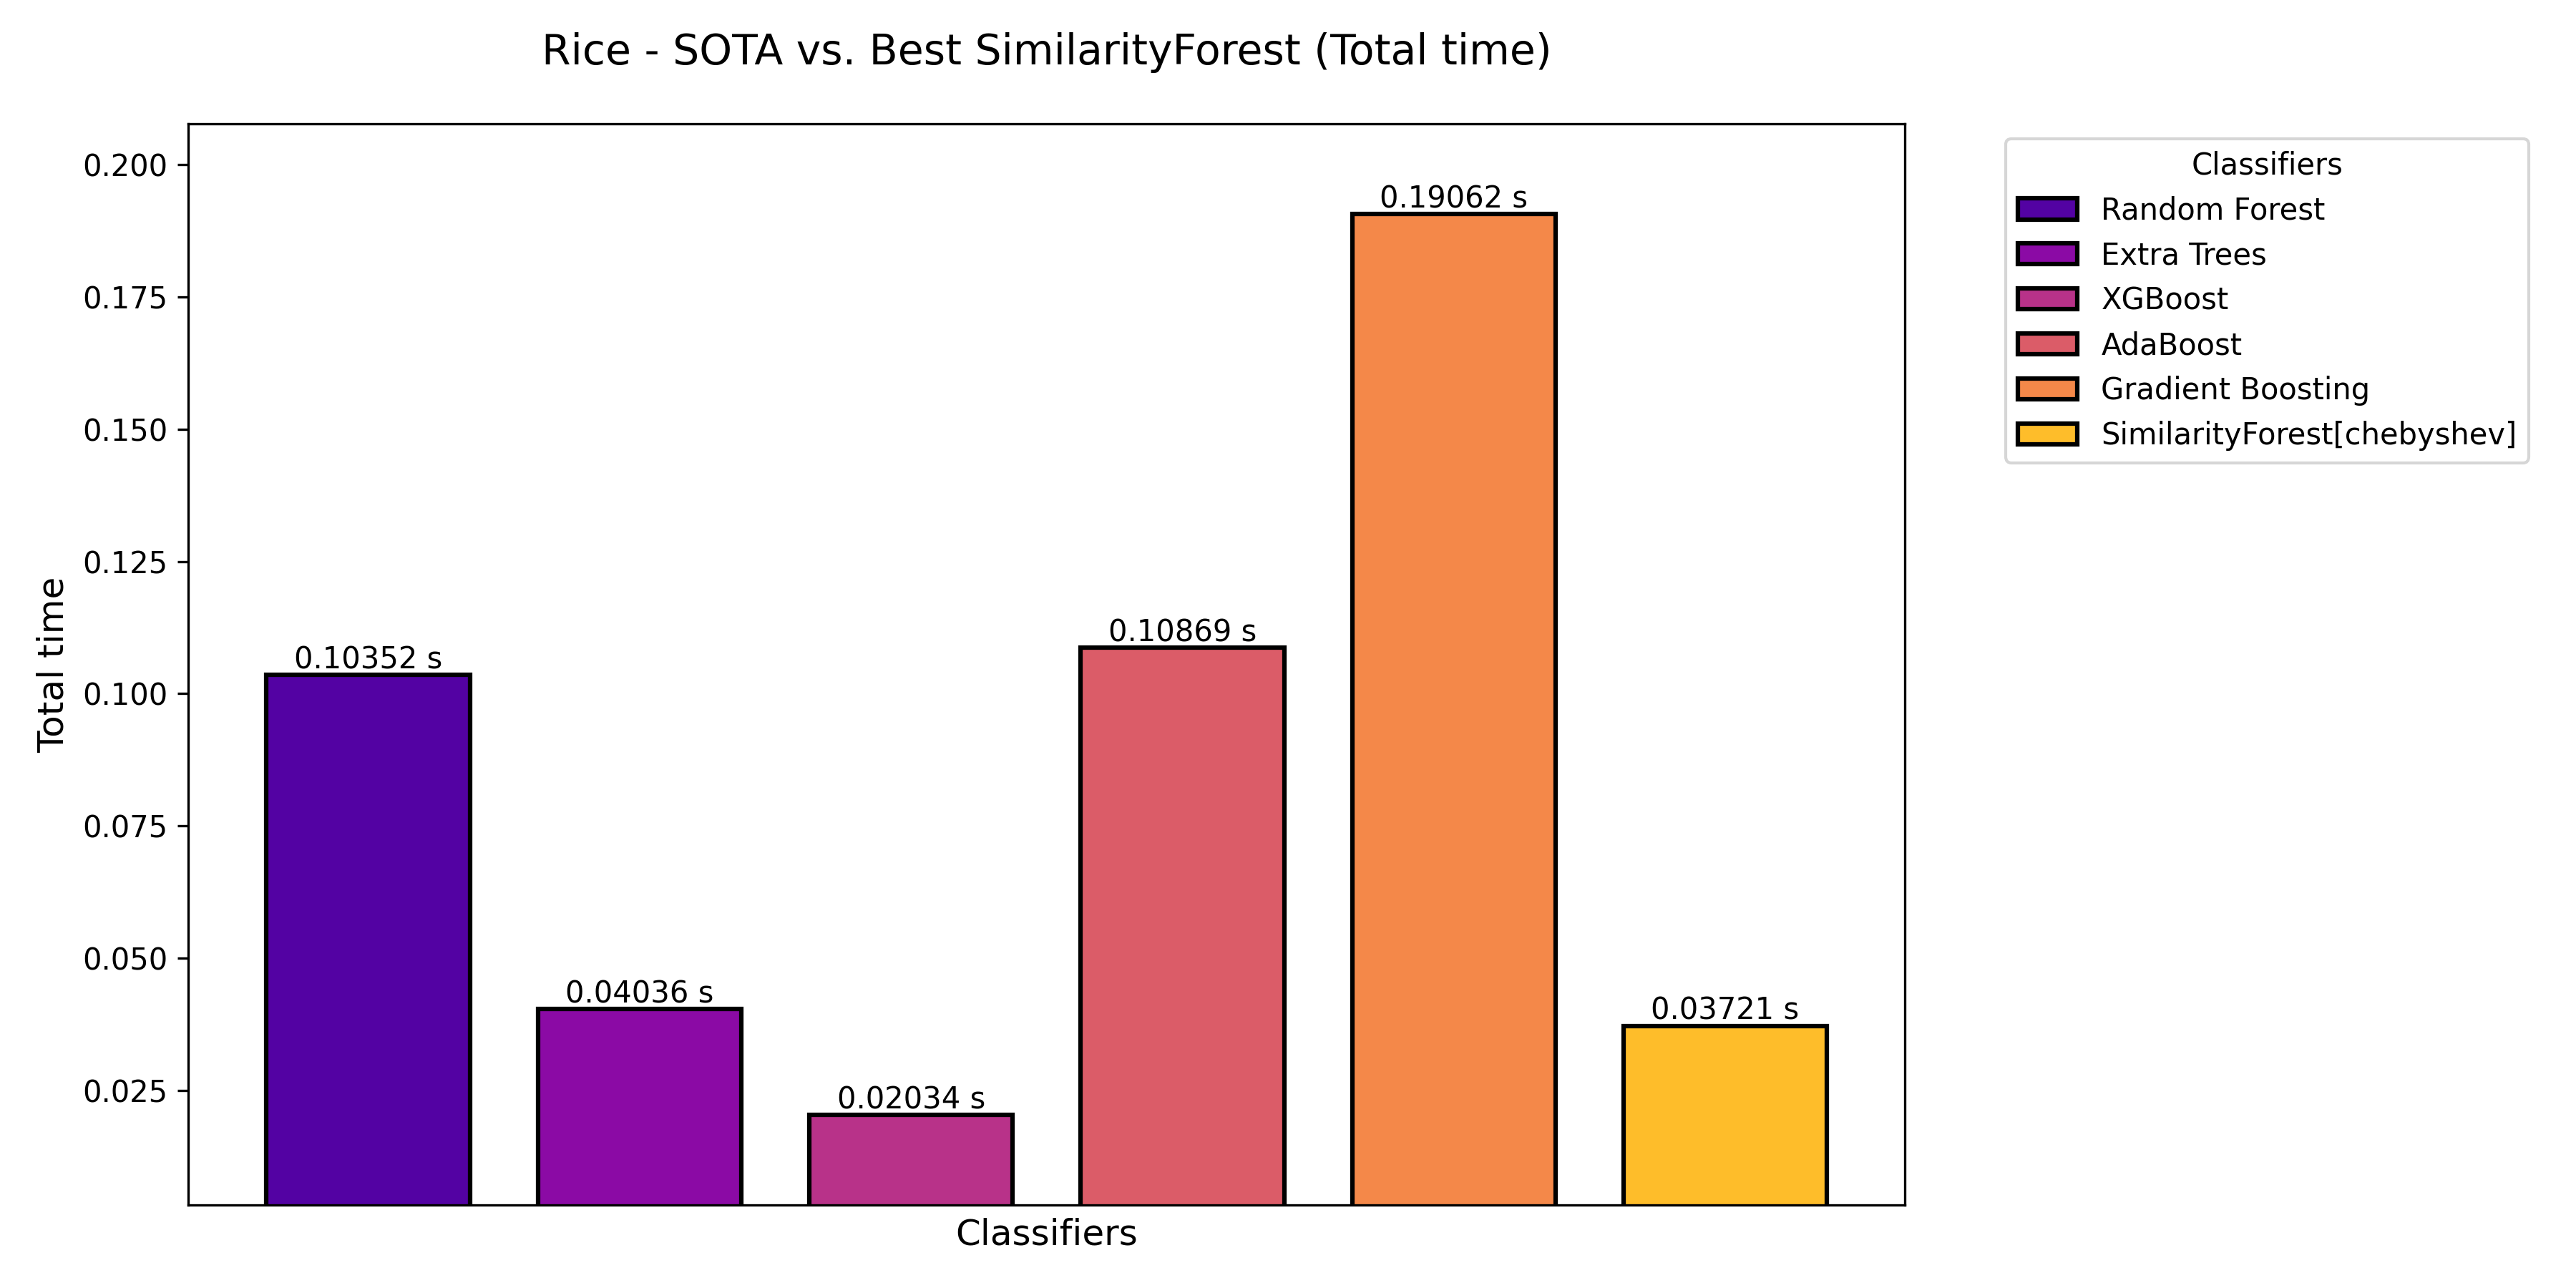 Rice - SOTA vs. Best SimilarityForest (Total time)
Total time
0.200
0.175
0.150
0.125
0.100
0.075
0.050
0.025
0.10352 s
0.04036 s
0.02034 s
0.10869 s
0.19062 s
0.03721 s
Classifiers
Classifiers
Random Forest
Extra Trees
XGBoost
AdaBoost
Gradient Boosting
SimilarityForest[chebyshev]